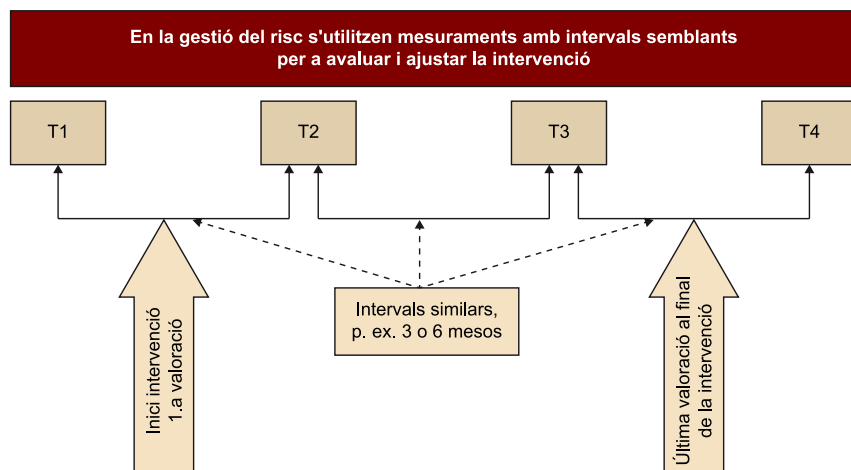 En la gestió del risc s'utilitzen mesuraments amb intervals semblants
per a avaluar i ajustar la intervenció
T1
T2
T3
T4
Intervals similars,
p. ex. 3 o 6 mesos
Inici intervenció
1.a valoració
Última valoració al final
de la intervenció